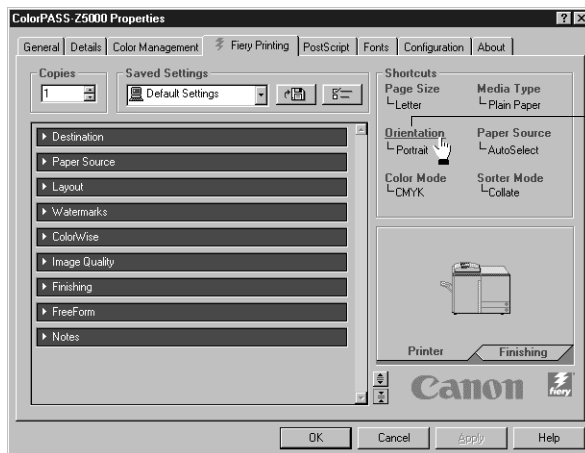 ColorPASS-Z5000 Properties
General Details Color Management Fiery Printing PostScript Fonts Configuration About
Copies Saved Settings Shortcuts
1 Default Settings
Page Size Media Type
Letter Plain Paper
Orientation Paper Source
Portrait AutoSelect
Color Mode Sorter Mode
CMYK Collate
Destination
Paper Source
Layout
Watermarks
ColorWise
Image Quality
Finishing
FreeForm
Notes
Printer Finishing
Canon fiery
OK Cancel Apply Help